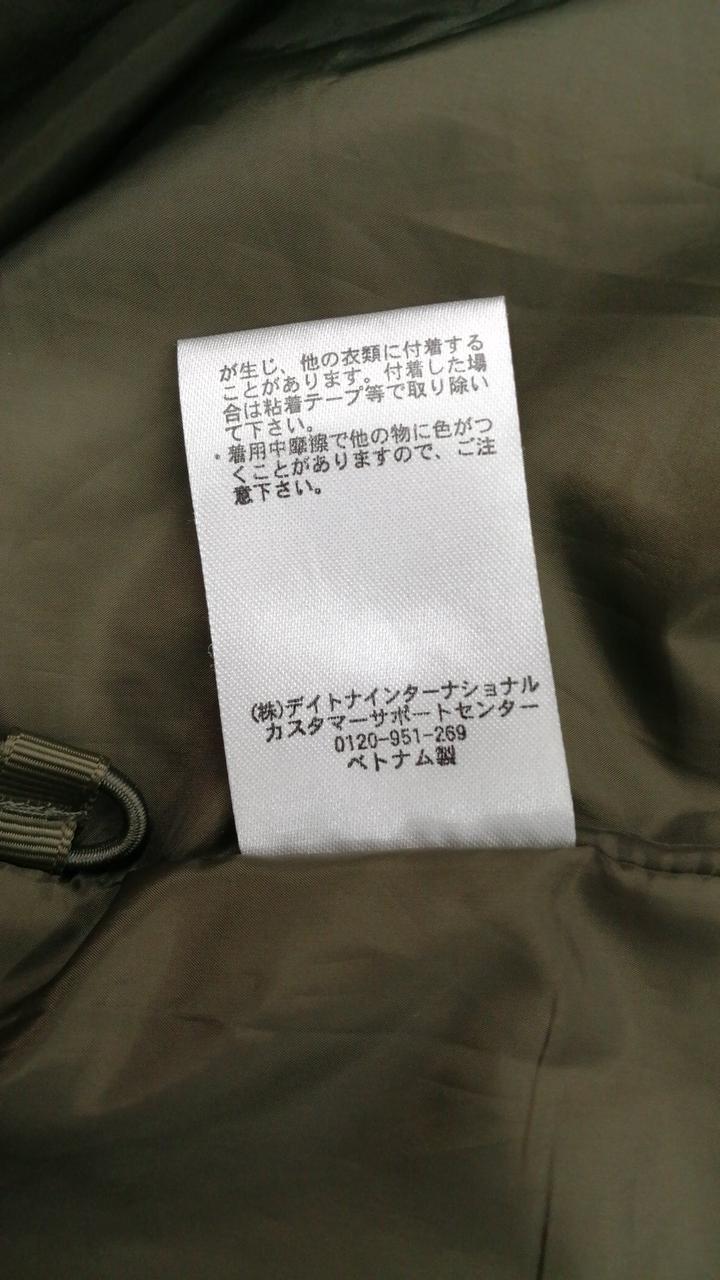 が生じ、他の衣類に付着する
ことがあります。付着した場
合は粘着テープ等で取り除い
て下さい。
・着用中摩擦で他の物に色がつ
くことがありますので、ご注
意下さい。
(株)デイトナインターナショナル
カスタマーサポートセンター
0120-951-269
ベトナム製